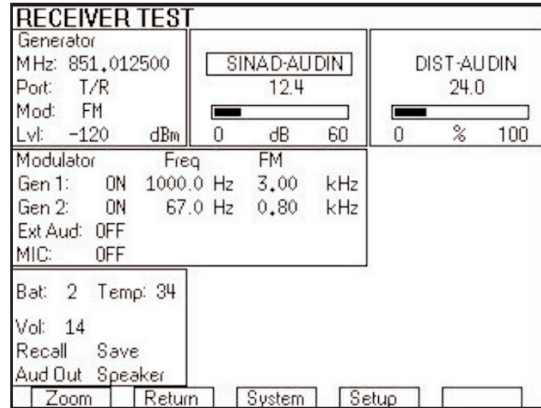 RECEIVER TEST
Generator
MHz: 851.012500
Port: T/R
Mod: FM
Lvl: -120 dBm
SINAD-AUDIN
12.4
0 dB 60
DIST-AUDIN
24.0
0 % 100
Modulator Freq FM
Gen 1: ON 1000.0 Hz 3.00 kHz
Gen 2: ON 67.0 Hz 0.80 kHz
Ext Aud: OFF
MIC: OFF
Bat: 2 Temp: 34
Vol: 14
Recall Save
Aud Out Speaker
Zoom Return System Setup